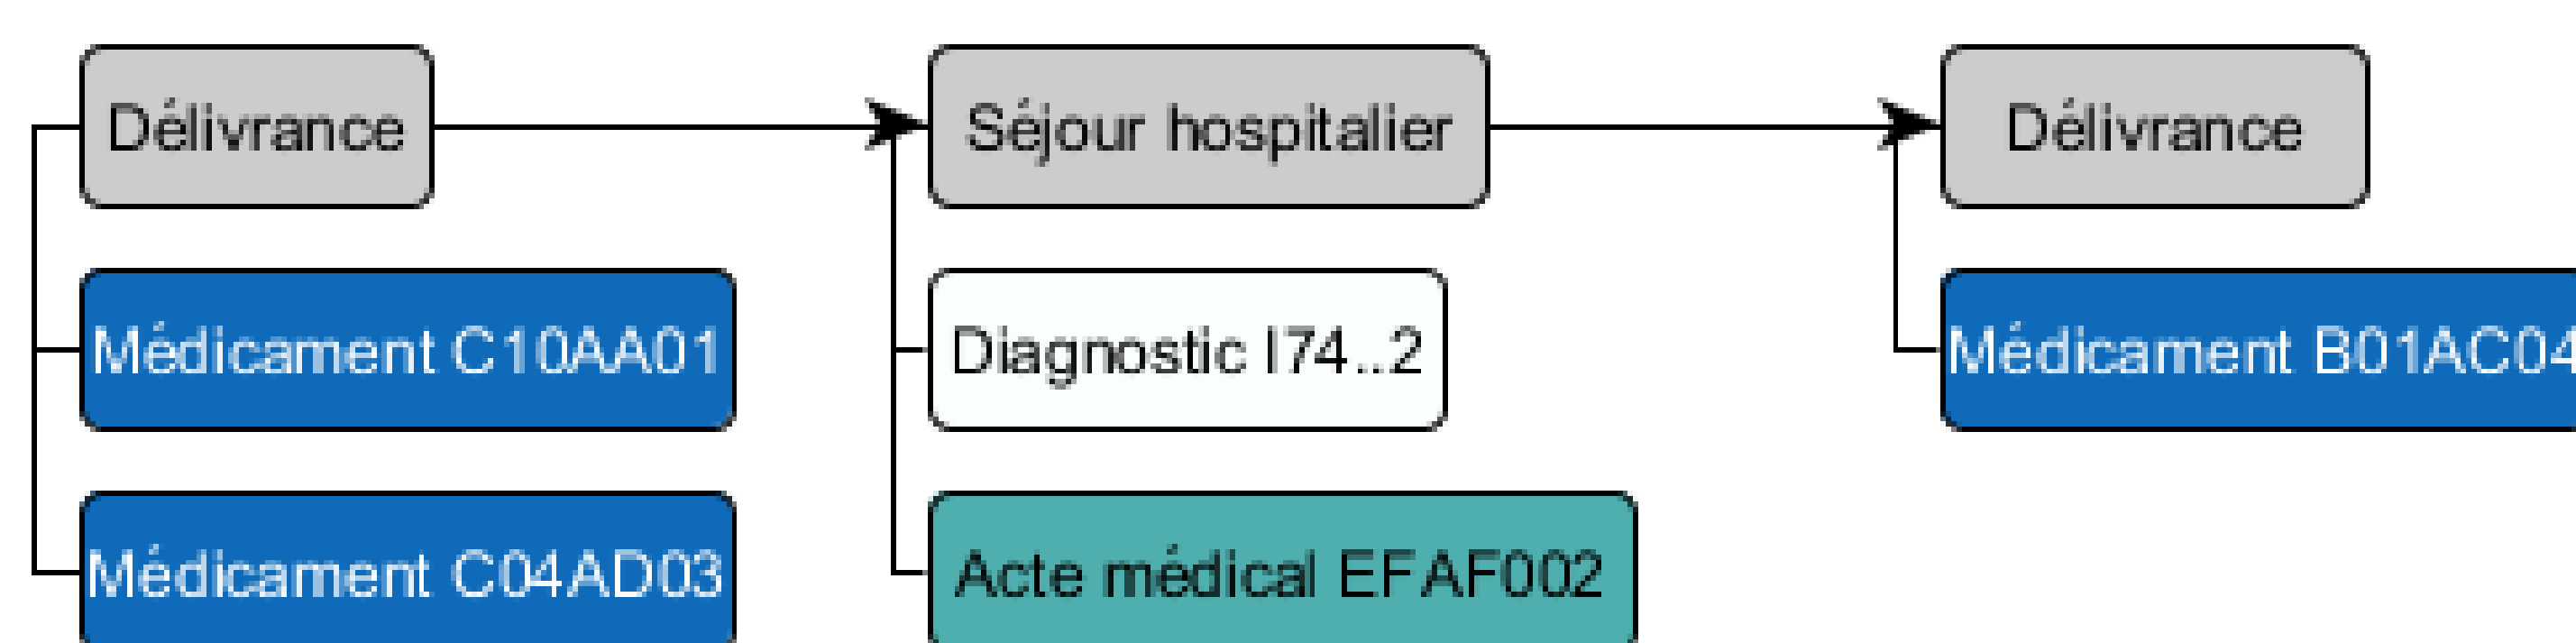 Délivrance
Médicament C10AA01
Médicament C04AD03
Séjour hospitalier
Diagnostic I74..2
Acte médical EFAF002
Délivrance
Médicament B01AC04